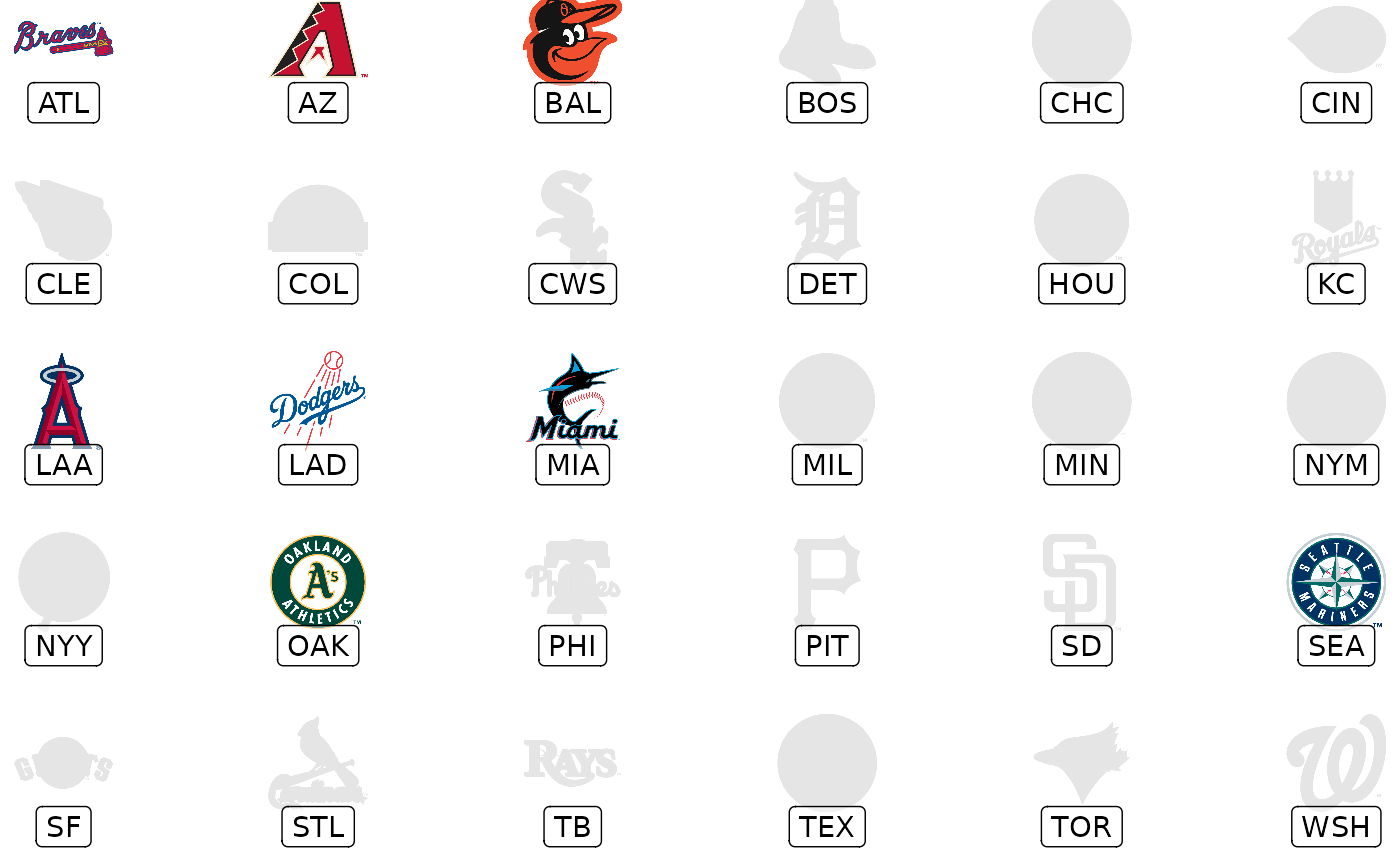 Braves
ATL AZ BAL BOS CHC CIN
Royals
CLE COL CWS DET HOU KC
Dodgers Miami
LAA LAD MIA MIL MIN NYM
OAKLAND A's ATHLETICS Phillies P SD SEATTLE MARINERS
NYY OAK PHI PIT SD SEA
GIANTS Cardinals RAYS W
SF STL TB TEX TOR WSH